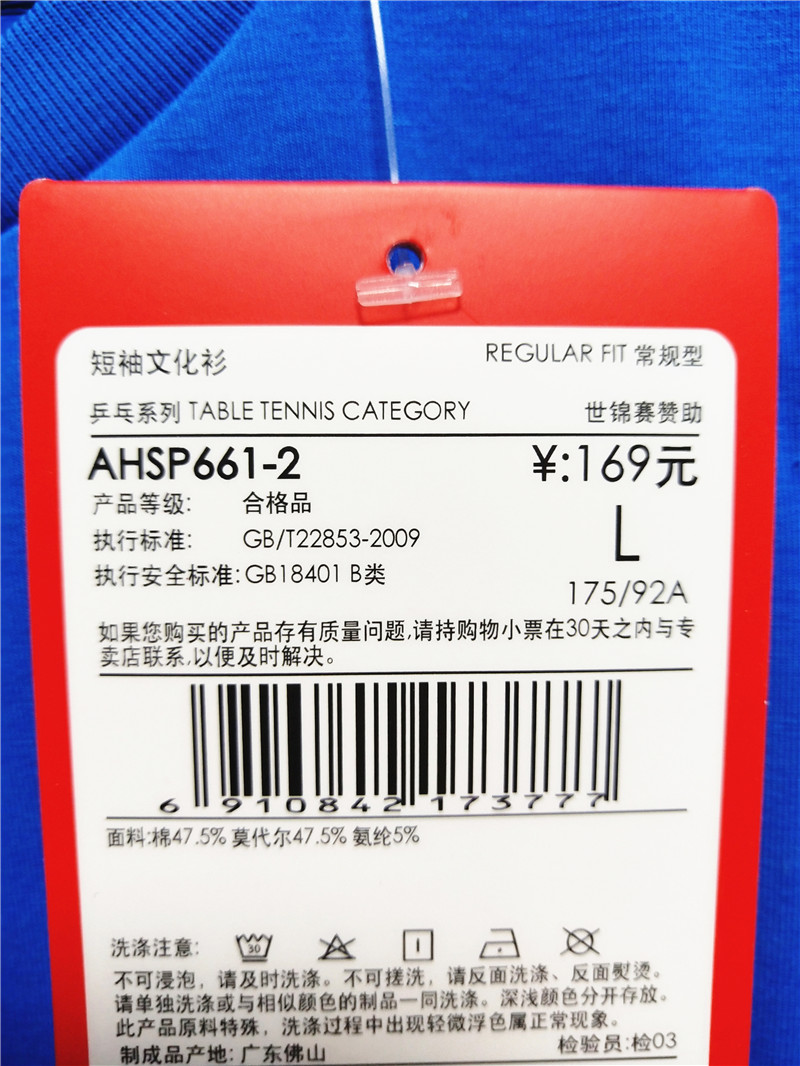 短袖文化衫 REGULAR FIT 常规型
乒乓系列 TABLE TENNIS CATEGORY 世锦赛赞助
AHSP661-2 ¥:169元
产品等级: 合格品
执行标准: GB/T22853-2009 L
执行安全标准:GB18401 B类 175/92A
如果您购买的产品存有质量问题,请持购物小票在30天之内与专
卖店联系,以便及时解决。
6 910842 173777
面料:棉47.5% 莫代尔47.5% 氨纶5%
洗涤注意: 30
不可浸泡，请及时洗涤。不可搓洗，请反面洗涤、反面熨烫。
请单独洗涤或与相似颜色的制品一同洗涤。深浅颜色分开存放。
此产品原料特殊，洗涤过程中出现轻微浮色属正常现象。
制成品产地: 广东佛山 检验员:检03